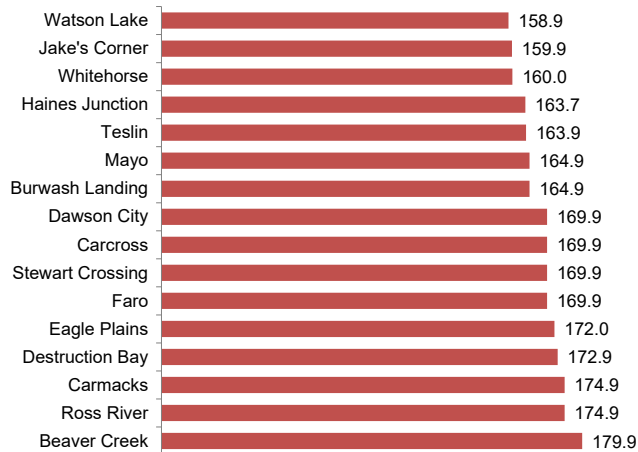 Watson Lake 158.9
Jake's Corner 159.9
Whitehorse 160.0
Haines Junction 163.7
Teslin 163.9
Mayo 164.9
Burwash Landing 164.9
Dawson City 169.9
Carcross 169.9
Stewart Crossing 169.9
Faro 169.9
Eagle Plains 172.0
Destruction Bay 172.9
Carmacks 174.9
Ross River 174.9
Beaver Creek 179.9